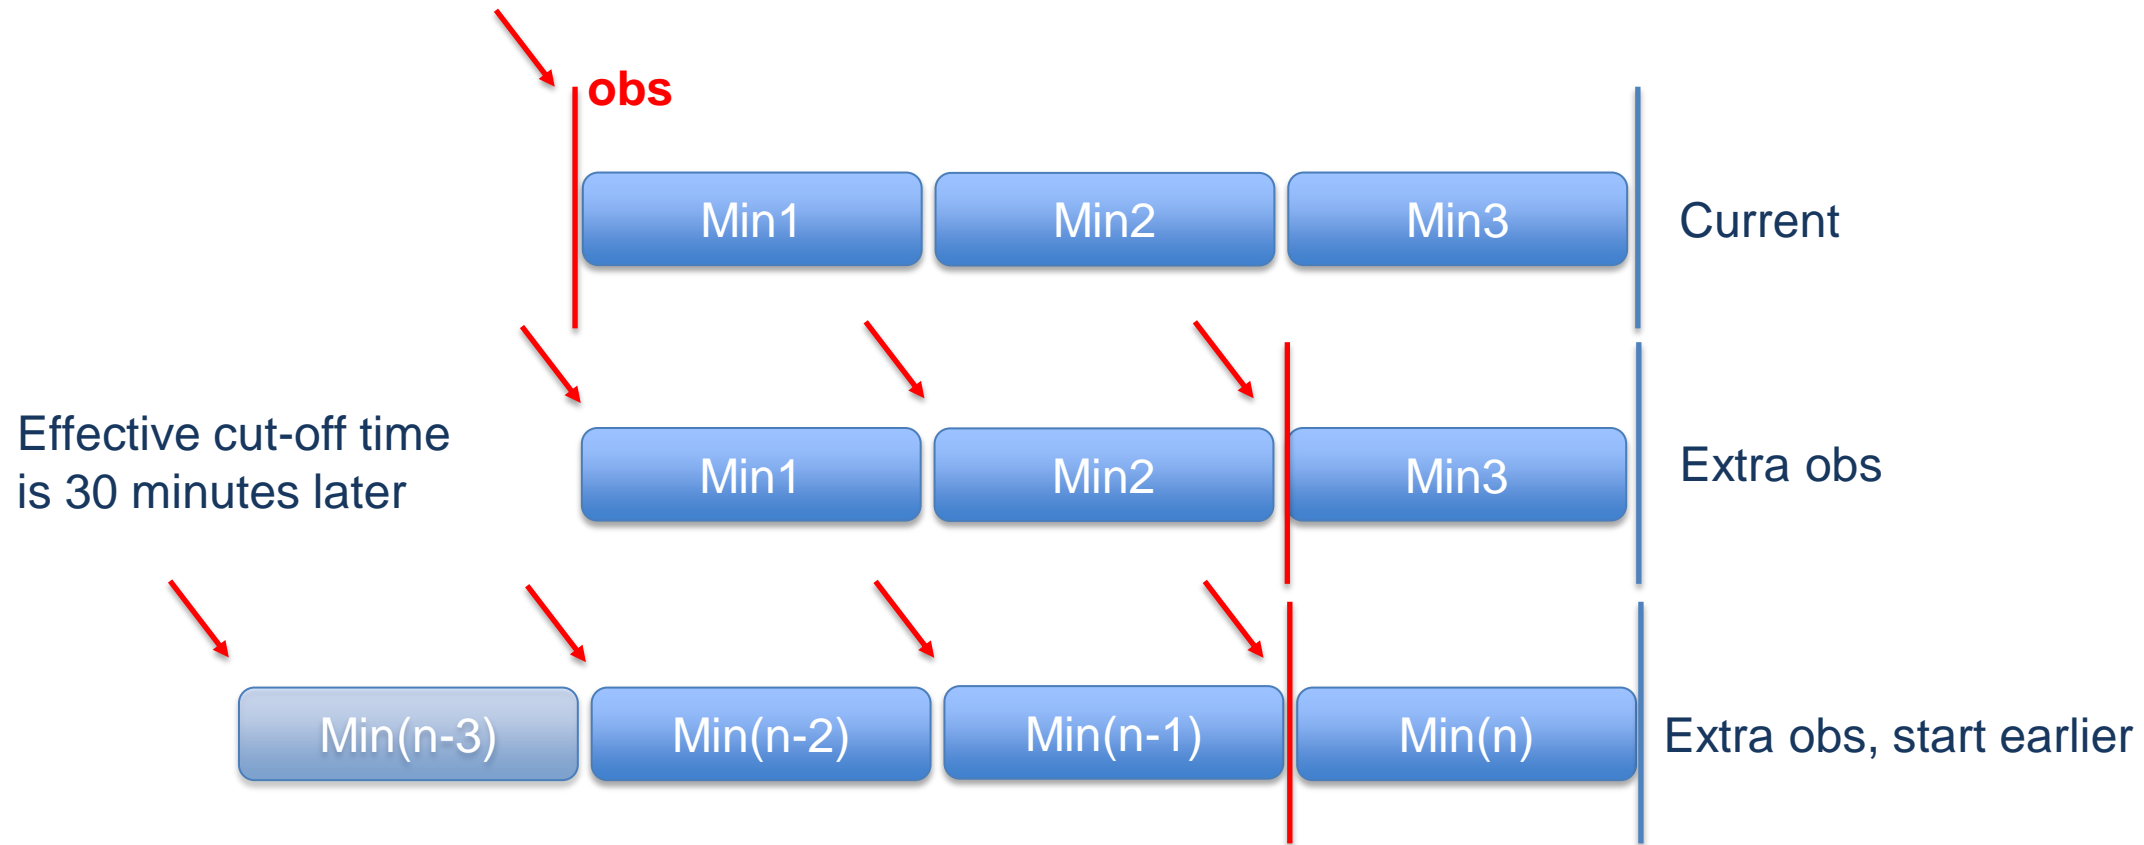 obs
Min1
Min2
Min3
Current
Effective cut-off time
is 30 minutes later
Min1
Min2
Min3
Extra obs
Min(n-3)
Min(n-2)
Min(n-1)
Min(n)
Extra obs, start earlier